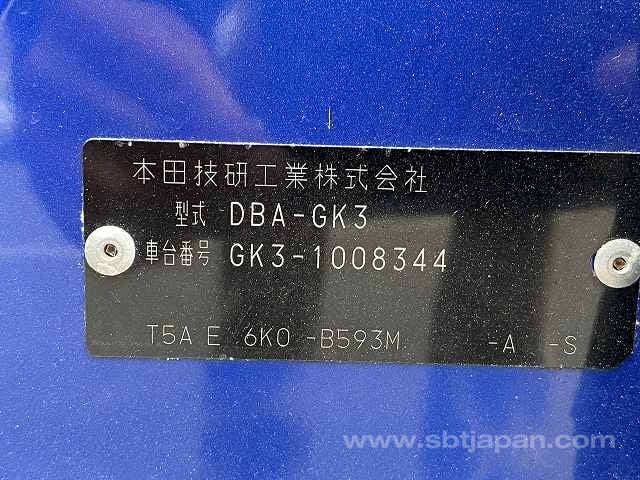 本田技研工業株式会社
型式 DBA-GK3
車台番号 GK3-1008344
T5A E 6K0 -B593M -A -S
www.sbtjapan.com